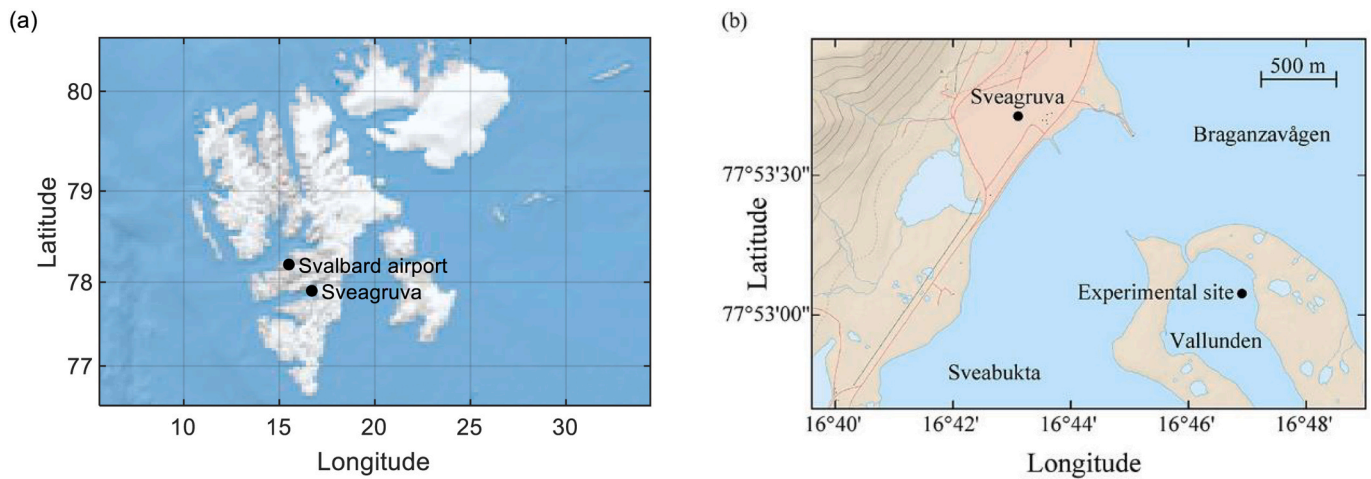 (a)
80
79
78
77
Latitude
Svalbard airport
Sveagruva
10
15
20
25
30
Longitude
(b)
500 m
Sveagruva
Braganzavågen
77°53'30"
Latitude
Experimental site
77°53'00"
Vallunden
Sveabukta
16°40'
16°42'
16°44'
16°46'
16°48'
Longitude